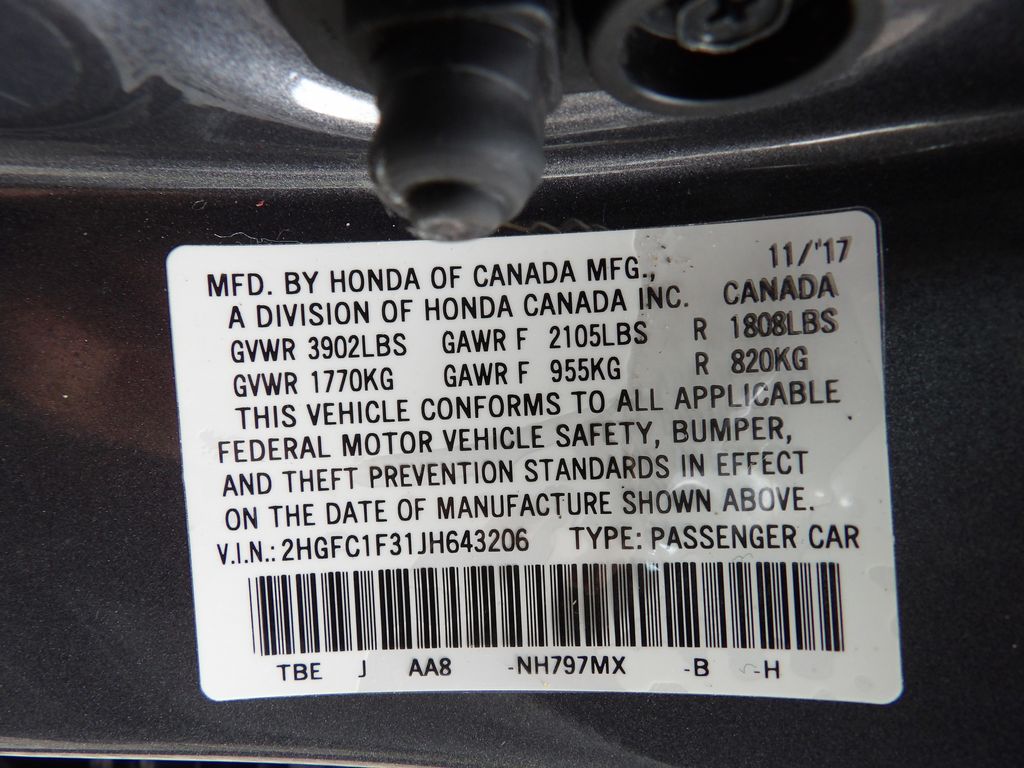 11/'17
MFD. BY HONDA OF CANADA MFG.,
A DIVISION OF HONDA CANADA INC. CANADA
GVWR 3902LBS GAWR F 2105LBS R 1808LBS
GVWR 1770KG GAWR F 955KG R 820KG
THIS VEHICLE CONFORMS TO ALL APPLICABLE
FEDERAL MOTOR VEHICLE SAFETY, BUMPER,
AND THEFT PREVENTION STANDARDS IN EFFECT
ON THE DATE OF MANUFACTURE SHOWN ABOVE.
V.I.N.: 2HGFC1F31JH643206 TYPE: PASSENGER CAR
TBE J AA8 -NH797MX -B -H